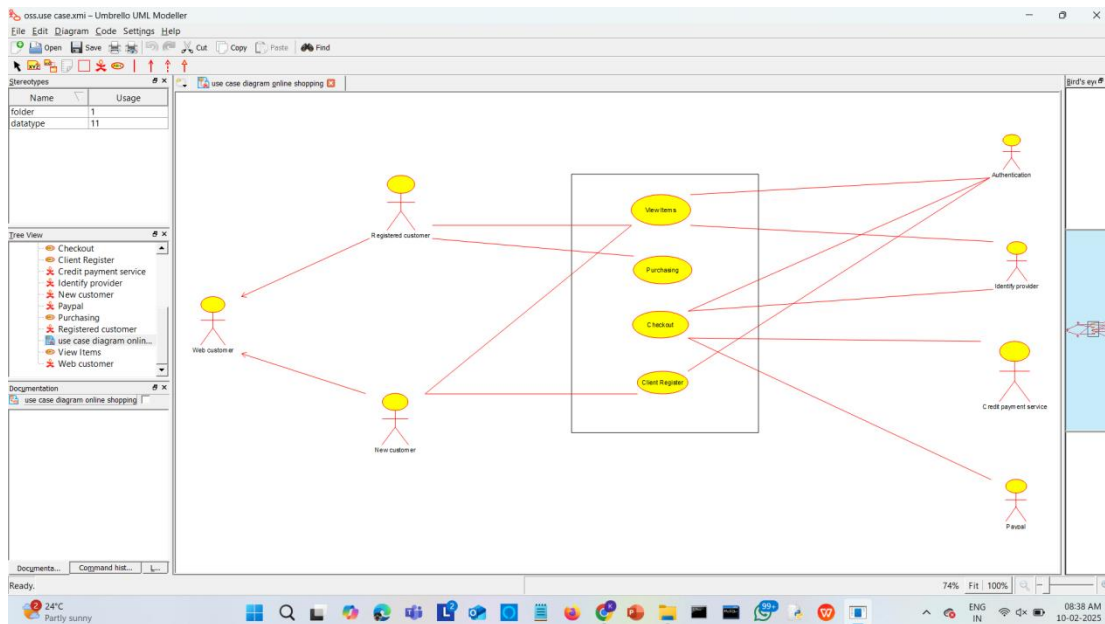 oss.use case.xmi – Umbrello UML Modeller
File Edit Diagram Code Settings Help
Open Save Cut Copy Paste Find
Stereotypes
Name Usage
folder 1
datatype 11
Tree View
Checkout
Client Register
Credit payment service
Identify provider
New customer
Paypal
Purchasing
Registered customer
use case diagram onlin...
View Items
Web customer
Documentation
use case diagram online shopping
Documenta... Command hist... L...
use case diagram online shopping
Bird's eye
Authentication
View Items
Registered customer
Purchasing
Identify provider
Checkout
Web customer
Client Register
Credit payment service
New customer
Paypal
Ready.
74% Fit 100%
2
24°C
Partly sunny
99+
ENG
IN
08:38 AM
10-02-2025